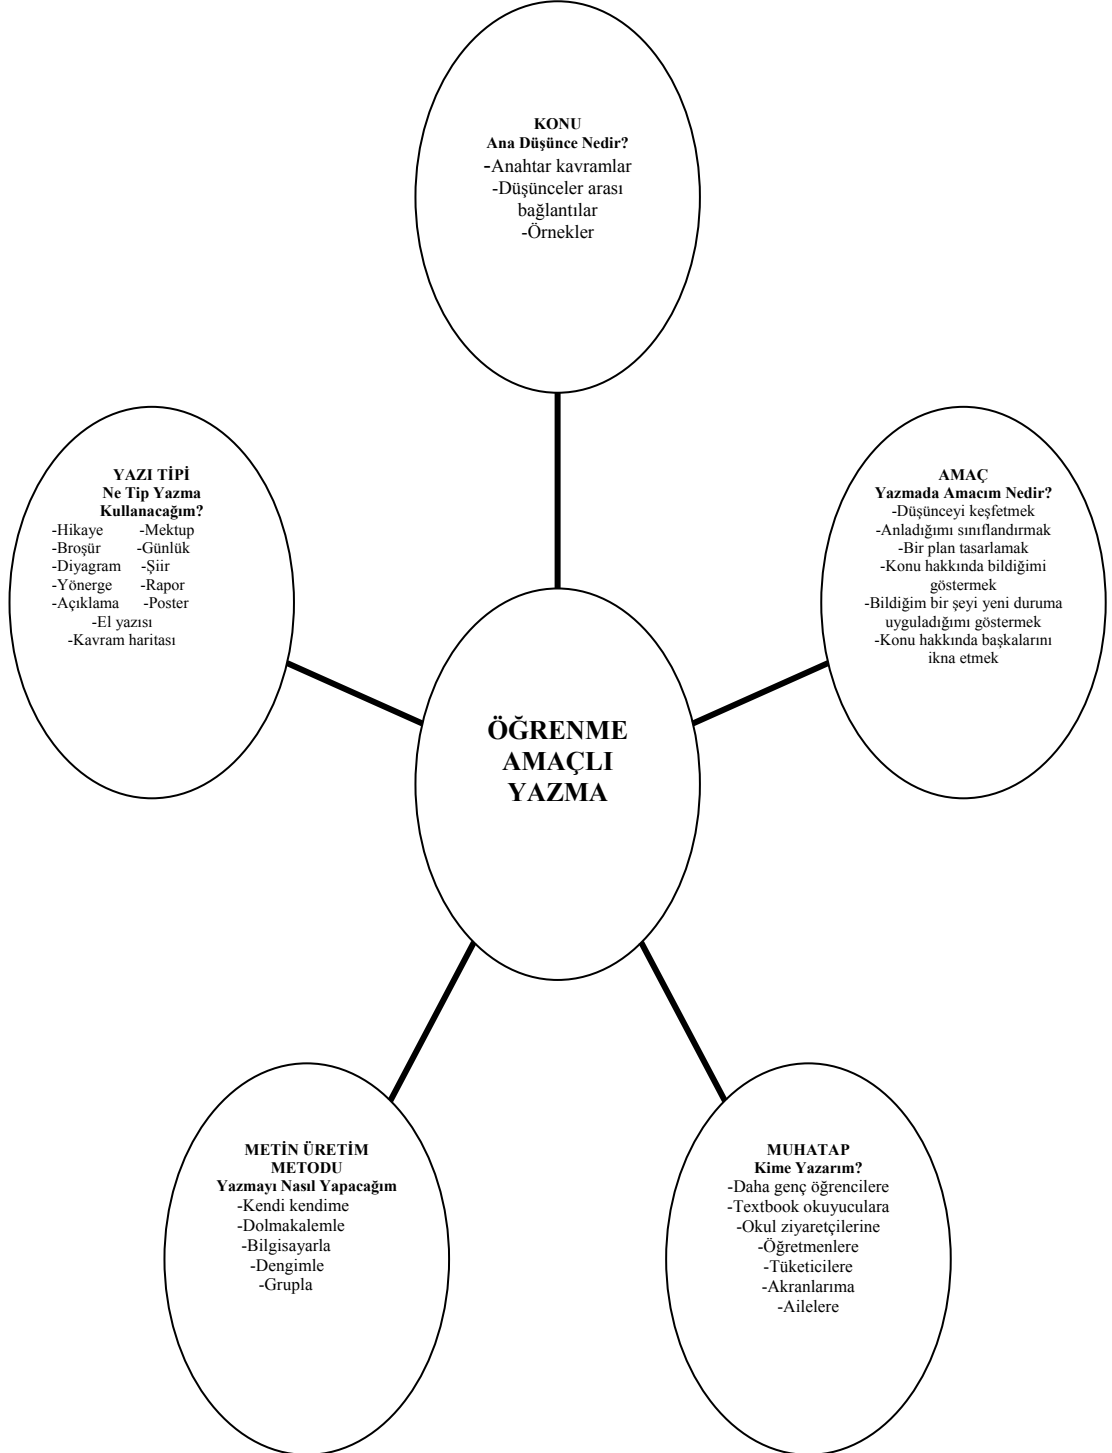 KONU
Ana Düşünce Nedir?
-Anahtar kavramlar
-Düşünceler arası
bağlantılar
-Örnekler
YAZI TİPİ
Ne Tip Yazma
Kullanacağım?
-Hikaye -Mektup
-Broşür -Günlük
-Diyagram -Şiir
-Yönerge -Rapor
-Açıklama -Poster
-El yazısı
-Kavram haritası
AMAÇ
Yazmada Amacım Nedir?
-Düşünceyi keşfetmek
-Anladığımı sınıflandırmak
-Bir plan tasarlamak
-Konu hakkında bildiğimi
göstermek
-Bildiğim bir şeyi yeni duruma
uyguladığımı göstermek
-Konu hakkında başkalarını
ikna etmek
ÖĞRENME
AMAÇLI
YAZMA
METİN ÜRETİM
METODU
Yazmayı Nasıl Yapacağım
-Kendi kendime
-Dolmakalemle
-Bilgisayarla
-Dengimle
-Grupla
MUHATAP
Kime Yazarım?
-Daha genç öğrencilere
-Textbook okuyuculara
-Okul ziyaretçilerine
-Öğretmenlere
-Tüketicilere
-Akranlarıma
-Ailelere